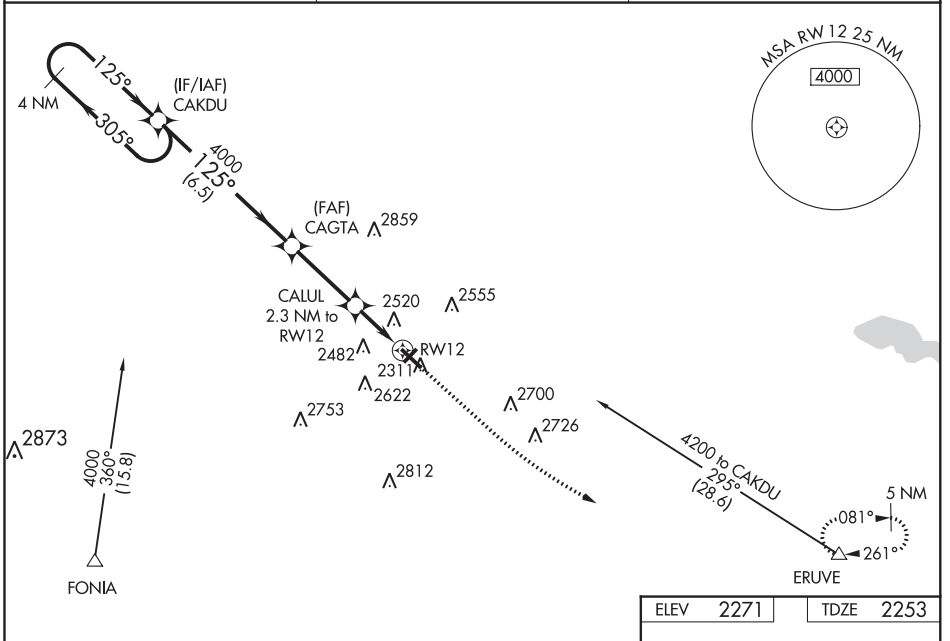 MSA RW 12 25 NM
4000
125°
4 NM
305°
(IF/IAF)
CAKDU
4000
125°
(6.5)
(FAF)
CAGTA
2859
CALUL
2.3 NM to
RW12
2520
2555
2482
RW12
2311
2622
2753
2700
2726
2873
2812
4000
360°
(15.8)
FONIA
4200 to CAKDU
295°
(28.6)
5 NM
081°
261°
ERUVE
ELEV 2271
TDZE 2253